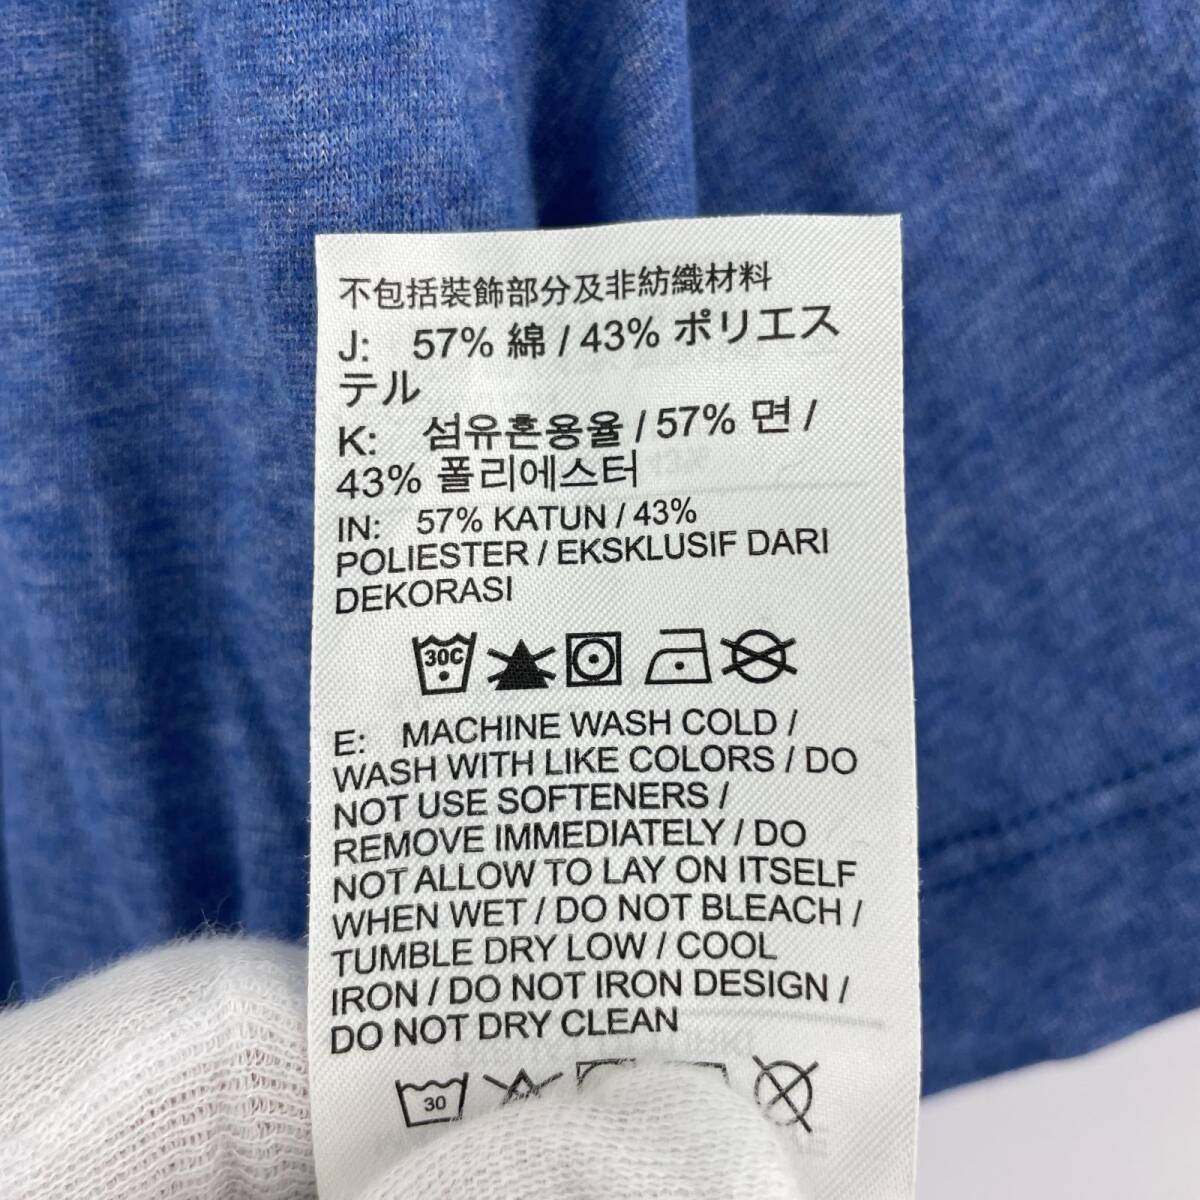 不包括裝飾部分及非紡織材料
J: 57% 綿 / 43% ポリエス
テル
K: 섬유혼용율 / 57% 면 /
43% 폴리에스터
IN: 57% KATUN / 43%
POLIESTER / EKSKLUSIF DARI
DEKORASI
30C
E: MACHINE WASH COLD /
WASH WITH LIKE COLORS / DO
NOT USE SOFTENERS /
REMOVE IMMEDIATELY / DO
NOT ALLOW TO LAY ON ITSELF
WHEN WET / DO NOT BLEACH /
TUMBLE DRY LOW / COOL
IRON / DO NOT IRON DESIGN /
DO NOT DRY CLEAN
30